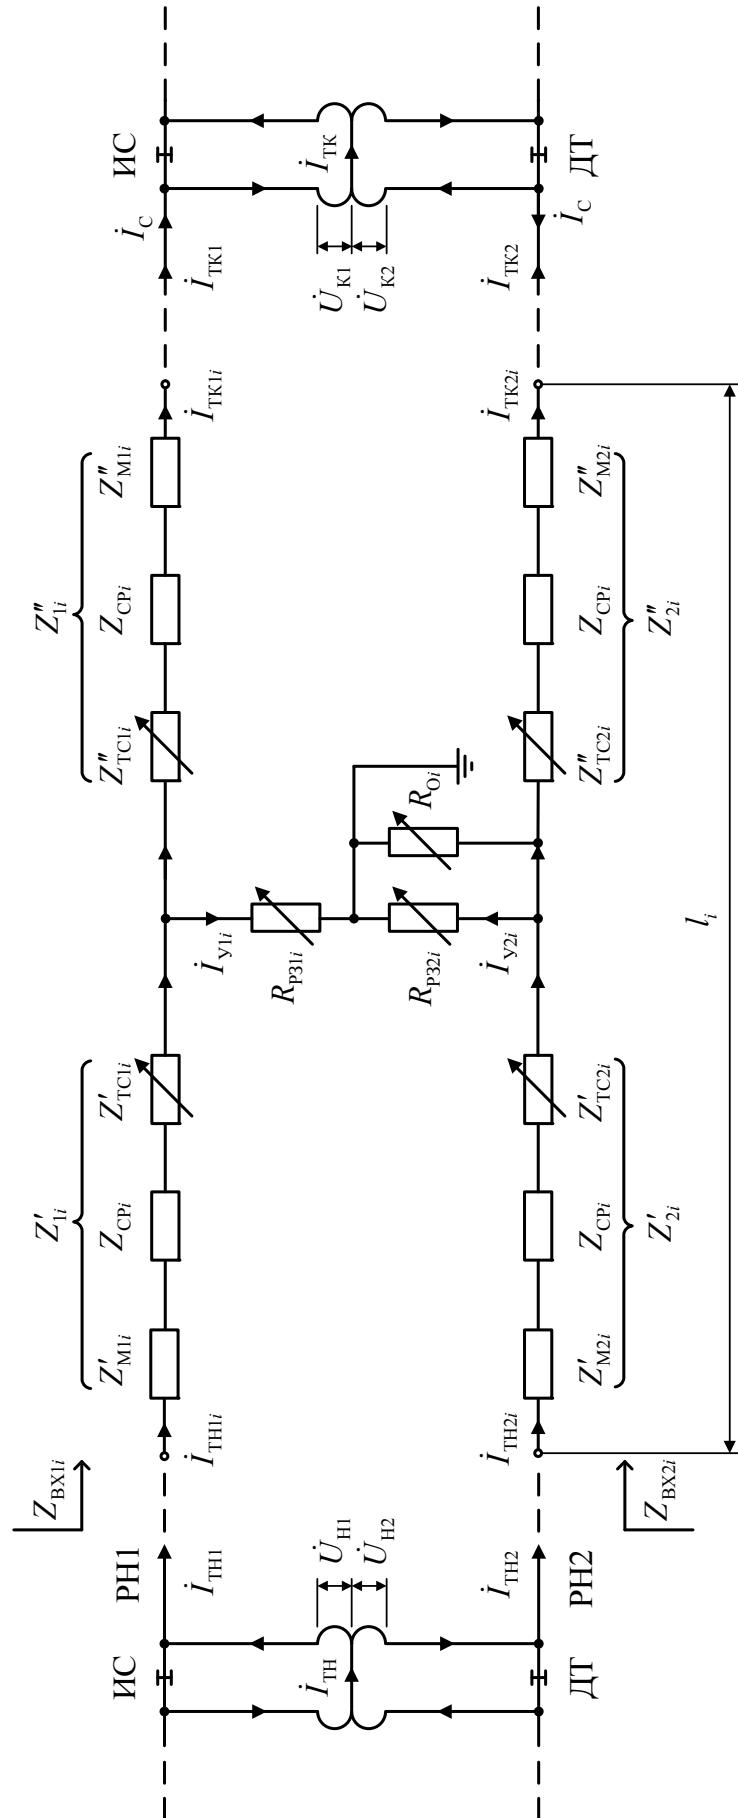 ИС
ДТ
İ_ТН
РН1
РН2
İ_ТН1
İ_ТН2
U̇_Н1
U̇_Н2
Z_ВХ1i
Z_ВХ2i
İ_ТН1i
İ_ТН2i
Z'_1i
Z'_М1i
Z_СРi
Z'_ТС1i
Z'_М2i
Z_СРi
Z'_ТС2i
Z'_2i
İ_У1i
R_РЗ1i
İ_У2i
R_РЗ2i
R_Оi
Z''_1i
Z''_ТС1i
Z_СРi
Z''_М1i
Z''_ТС2i
Z_СРi
Z''_М2i
Z''_2i
l_i
İ_ТК1i
İ_ТК2i
İ_ТК1
İ_ТК2
İ_С
İ_С
U̇_К1
U̇_К2
İ_ТК
ИС
ДТ